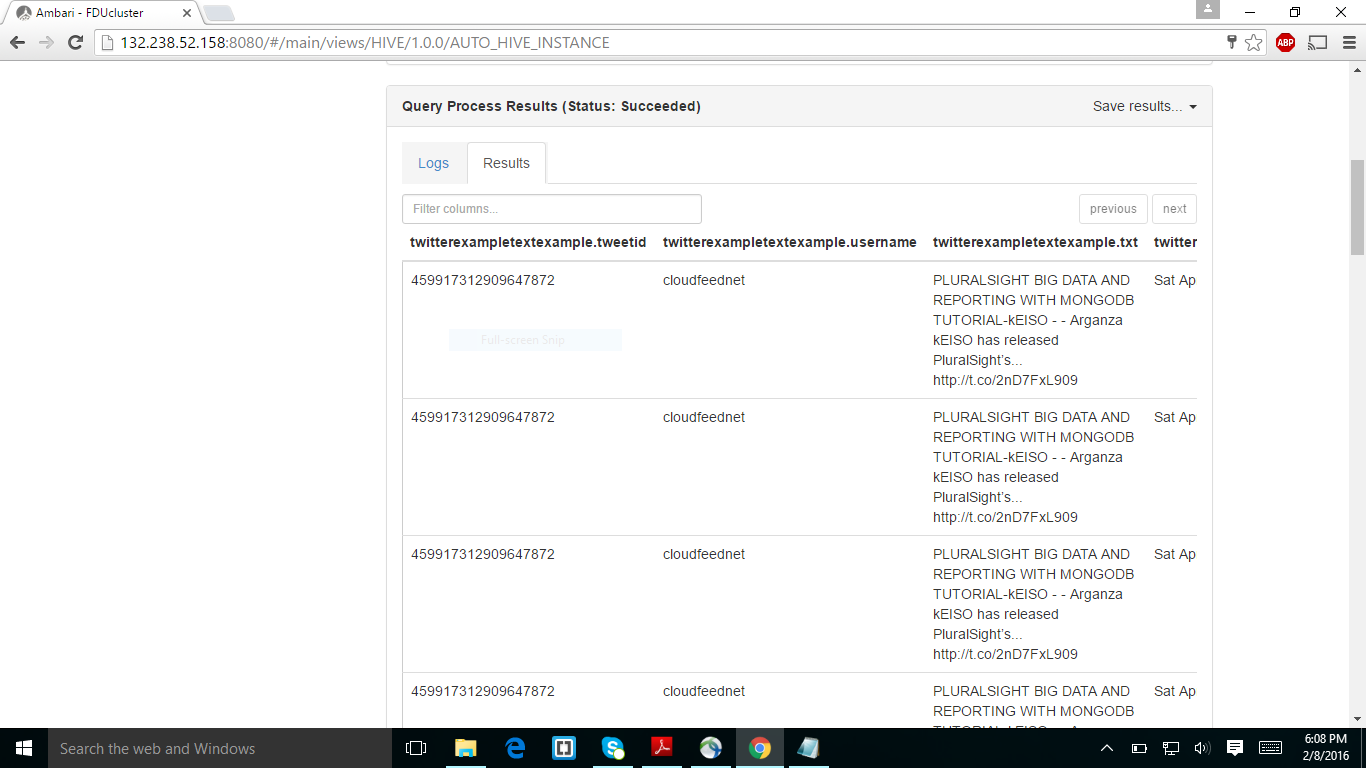 Ambari - FDUcluster
132.238.52.158:8080/#/main/views/HIVE/1.0.0/AUTO_HIVE_INSTANCE
ABP
Query Process Results (Status: Succeeded)
Save results...
Logs
Results
Filter columns...
previous
next
twitterexampletextexample.tweetid
twitterexampletextexample.username
twitterexampletextexample.txt
twitter
459917312909647872
cloudfeednet
PLURALSIGHT BIG DATA AND
REPORTING WITH MONGODB
TUTORIAL-kEISO - - Arganza
kEISO has released
PluralSight’s...
http://t.co/2nD7FxL909
Sat Ap
Full-screen Snip
459917312909647872
cloudfeednet
PLURALSIGHT BIG DATA AND
REPORTING WITH MONGODB
TUTORIAL-kEISO - - Arganza
kEISO has released
PluralSight’s...
http://t.co/2nD7FxL909
Sat Ap
459917312909647872
cloudfeednet
PLURALSIGHT BIG DATA AND
REPORTING WITH MONGODB
TUTORIAL-kEISO - - Arganza
kEISO has released
PluralSight’s...
http://t.co/2nD7FxL909
Sat Ap
459917312909647872
cloudfeednet
PLURALSIGHT BIG DATA AND
REPORTING WITH MONGODB
TUTORIAL-kEISO - - Arganza
Sat Ap
Search the web and Windows
6:08 PM
2/8/2016